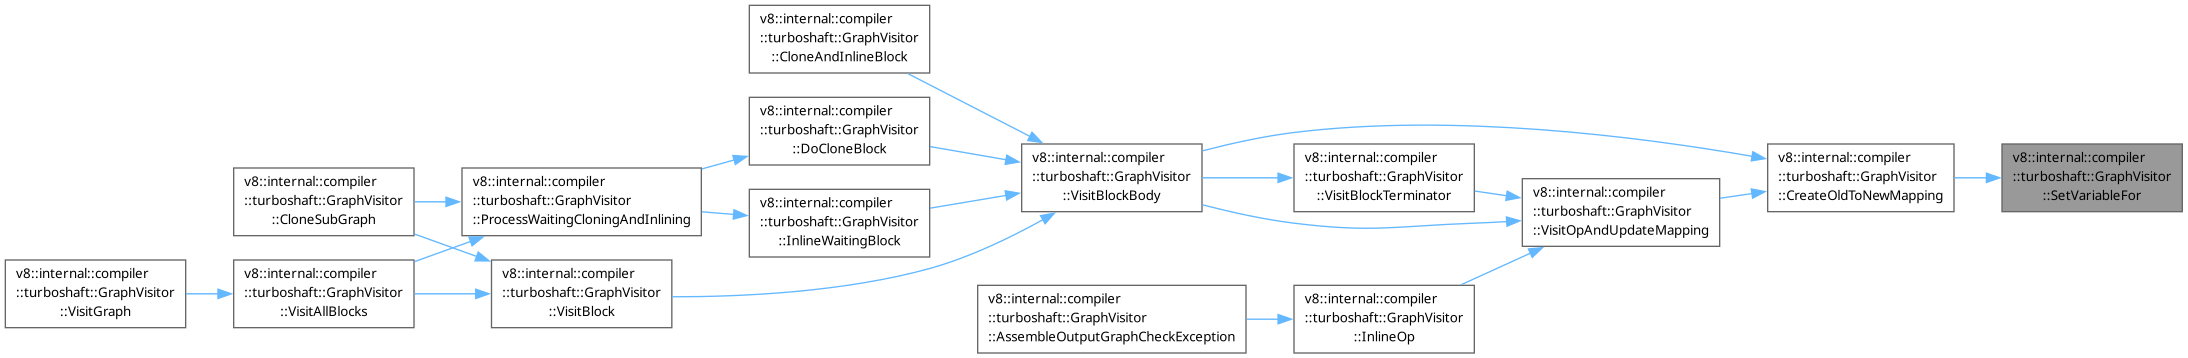 v8::internal::compiler
::turboshaft::GraphVisitor
::CloneAndInlineBlock
v8::internal::compiler
::turboshaft::GraphVisitor
::DoCloneBlock
v8::internal::compiler
::turboshaft::GraphVisitor
::VisitBlockBody
v8::internal::compiler
::turboshaft::GraphVisitor
::VisitBlockTerminator
v8::internal::compiler
::turboshaft::GraphVisitor
::CreateOldToNewMapping
v8::internal::compiler
::turboshaft::GraphVisitor
::SetVariableFor
v8::internal::compiler
::turboshaft::GraphVisitor
::CloneSubGraph
v8::internal::compiler
::turboshaft::GraphVisitor
::ProcessWaitingCloningAndInlining
v8::internal::compiler
::turboshaft::GraphVisitor
::InlineWaitingBlock
v8::internal::compiler
::turboshaft::GraphVisitor
::VisitOpAndUpdateMapping
v8::internal::compiler
::turboshaft::GraphVisitor
::VisitGraph
v8::internal::compiler
::turboshaft::GraphVisitor
::VisitAllBlocks
v8::internal::compiler
::turboshaft::GraphVisitor
::VisitBlock
v8::internal::compiler
::turboshaft::GraphVisitor
::AssembleOutputGraphCheckException
v8::internal::compiler
::turboshaft::GraphVisitor
::InlineOp